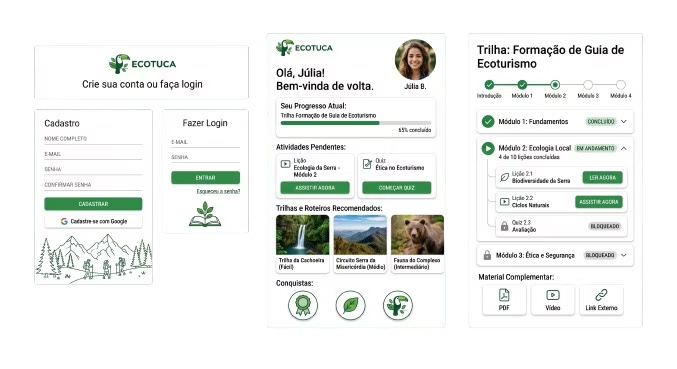 ECOTUCA
Crie sua conta ou faça login
Cadastro
NOME COMPLETO
E-MAIL
SENHA
CONFIRMAR SENHA
CADASTRAR
G Cadastre-se com Google
Fazer Login
E-MAIL
SENHA
ENTRAR
Esqueceu a senha?
ECOTUCA
Olá, Júlia!
Bem-vinda de volta.
Júlia B.
Seu Progresso Atual:
Trilha Formação de Guia de Ecoturismo
65% concluído
Atividades Pendentes:
Lição
Ecologia da Serra -
Módulo 2
ASSISTIR AGORA
Quiz
Ética no Ecoturismo
COMEÇAR QUIZ
Trilhas e Roteiros Recomendados:
Trilha da Cachoeira
(Fácil)
Circuito Serra da
Misericórdia (Médio)
Fauna do Complexo
(Intermediário)
Conquistas:
Trilha: Formação de Guia de
Ecoturismo
Introdução
Módulo 1
Módulo 2
Módulo 3
Módulo 4
Módulo 1: Fundamentos
CONCLUÍDO
Módulo 2: Ecologia Local
EM ANDAMENTO
4 de 10 lições concluídas
Lição 2.1
Biodiversidade da Serra
LER AGORA
Lição 2.2
Ciclos Naturais
ASSISTIR AGORA
Quiz 2.3
Avaliação
BLOQUEADO
Módulo 3: Ética e Segurança
BLOQUEADO
Material Complementar:
PDF
Vídeo
Link Externo